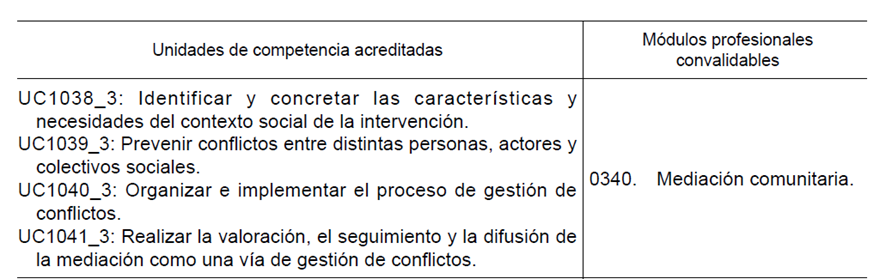 Unidades de competencia acreditadas
Módulos profesionales
convalidables
UC1038_3: Identificar y concretar las características y
necesidades del contexto social de la intervención.
UC1039_3: Prevenir conflictos entre distintas personas, actores y
colectivos sociales.
UC1040_3: Organizar e implementar el proceso de gestión de
conflictos.
UC1041_3: Realizar la valoración, el seguimiento y la difusión de
la mediación como una vía de gestión de conflictos.
0340. Mediación comunitaria.